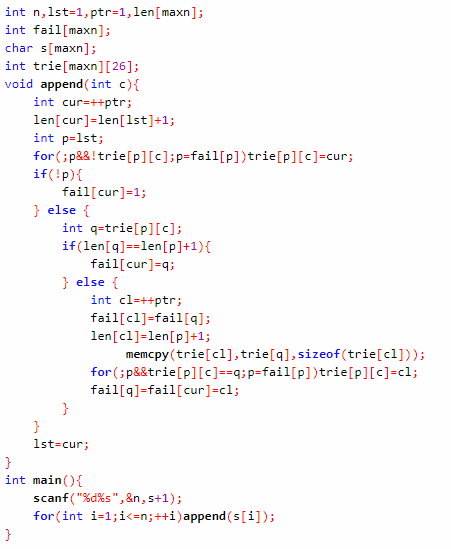 int n,lst=1,ptr=1,len[maxn];
int fail[maxn];
char s[maxn];
int trie[maxn][26];
void append(int c){
    int cur=++ptr;
    len[cur]=len[lst]+1;
    int p=lst;
    for(;p&&!trie[p][c];p=fail[p])trie[p][c]=cur;
    if(!p){
        fail[cur]=1;
    } else {
        int q=trie[p][c];
        if(len[q]==len[p]+1){
            fail[cur]=q;
        } else {
            int cl=++ptr;
            fail[cl]=fail[q];
            len[cl]=len[p]+1;
                 memcpy(trie[cl],trie[q],sizeof(trie[cl]));
            for(;p&&trie[p][c]==q;p=fail[p])trie[p][c]=cl;
            fail[q]=fail[cur]=cl;
        }
    }
    lst=cur;
}
int main(){
    scanf("%d%s",&n,s+1);
    for(int i=1;i<=n;++i)append(s[i]);
}